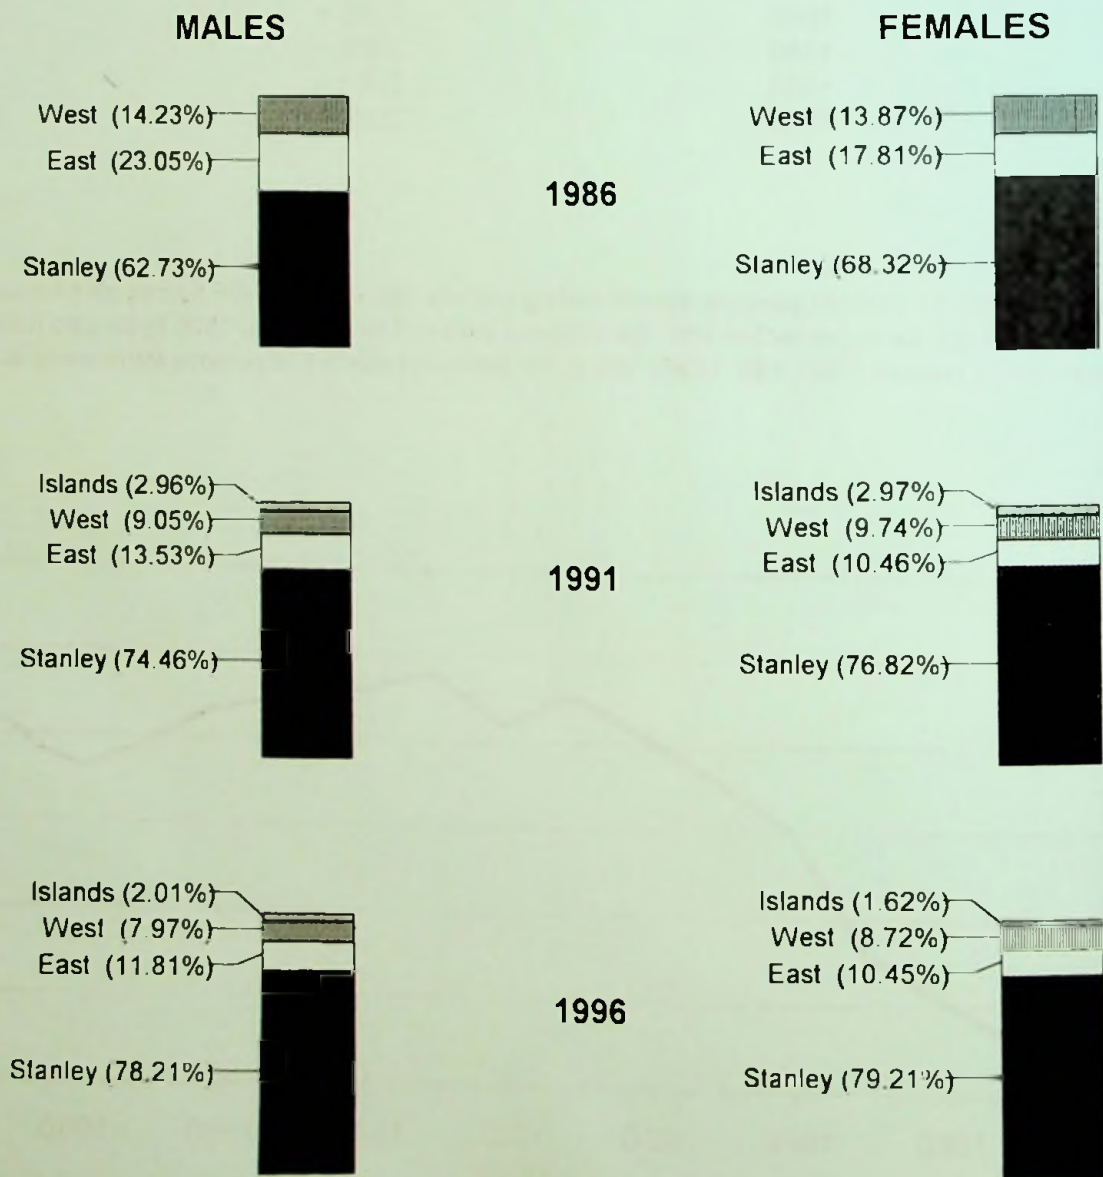 MALES
FEMALES
West (14.23%)
East (23.05%)
Stanley (62.73%)
1986
West (13.87%)
East (17.81%)
Stanley (68.32%)
Islands (2.96%)
West (9.05%)
East (13.53%)
Stanley (74.46%)
1991
Islands (2.97%)
West (9.74%)
East (10.46%)
Stanley (76.82%)
Islands (2.01%)
West (7.97%)
East (11.81%)
Stanley (78.21%)
1996
Islands (1.62%)
West (8.72%)
East (10.45%)
Stanley (79.21%)